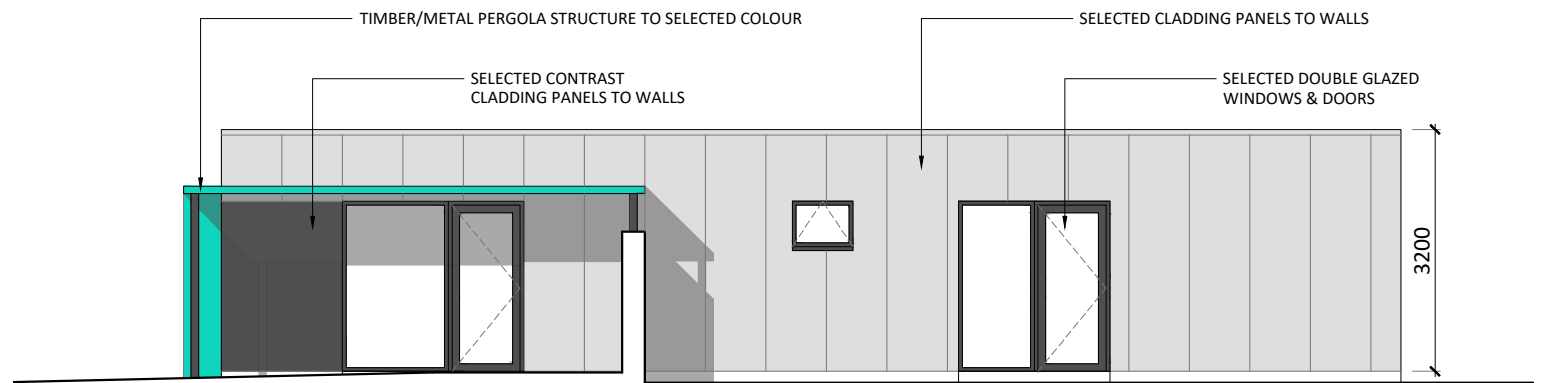 TIMBER/METAL PERGOLA STRUCTURE TO SELECTED COLOUR
SELECTED CLADDING PANELS TO WALLS
SELECTED CONTRAST
CLADDING PANELS TO WALLS
SELECTED DOUBLE GLAZED
WINDOWS & DOORS
3200